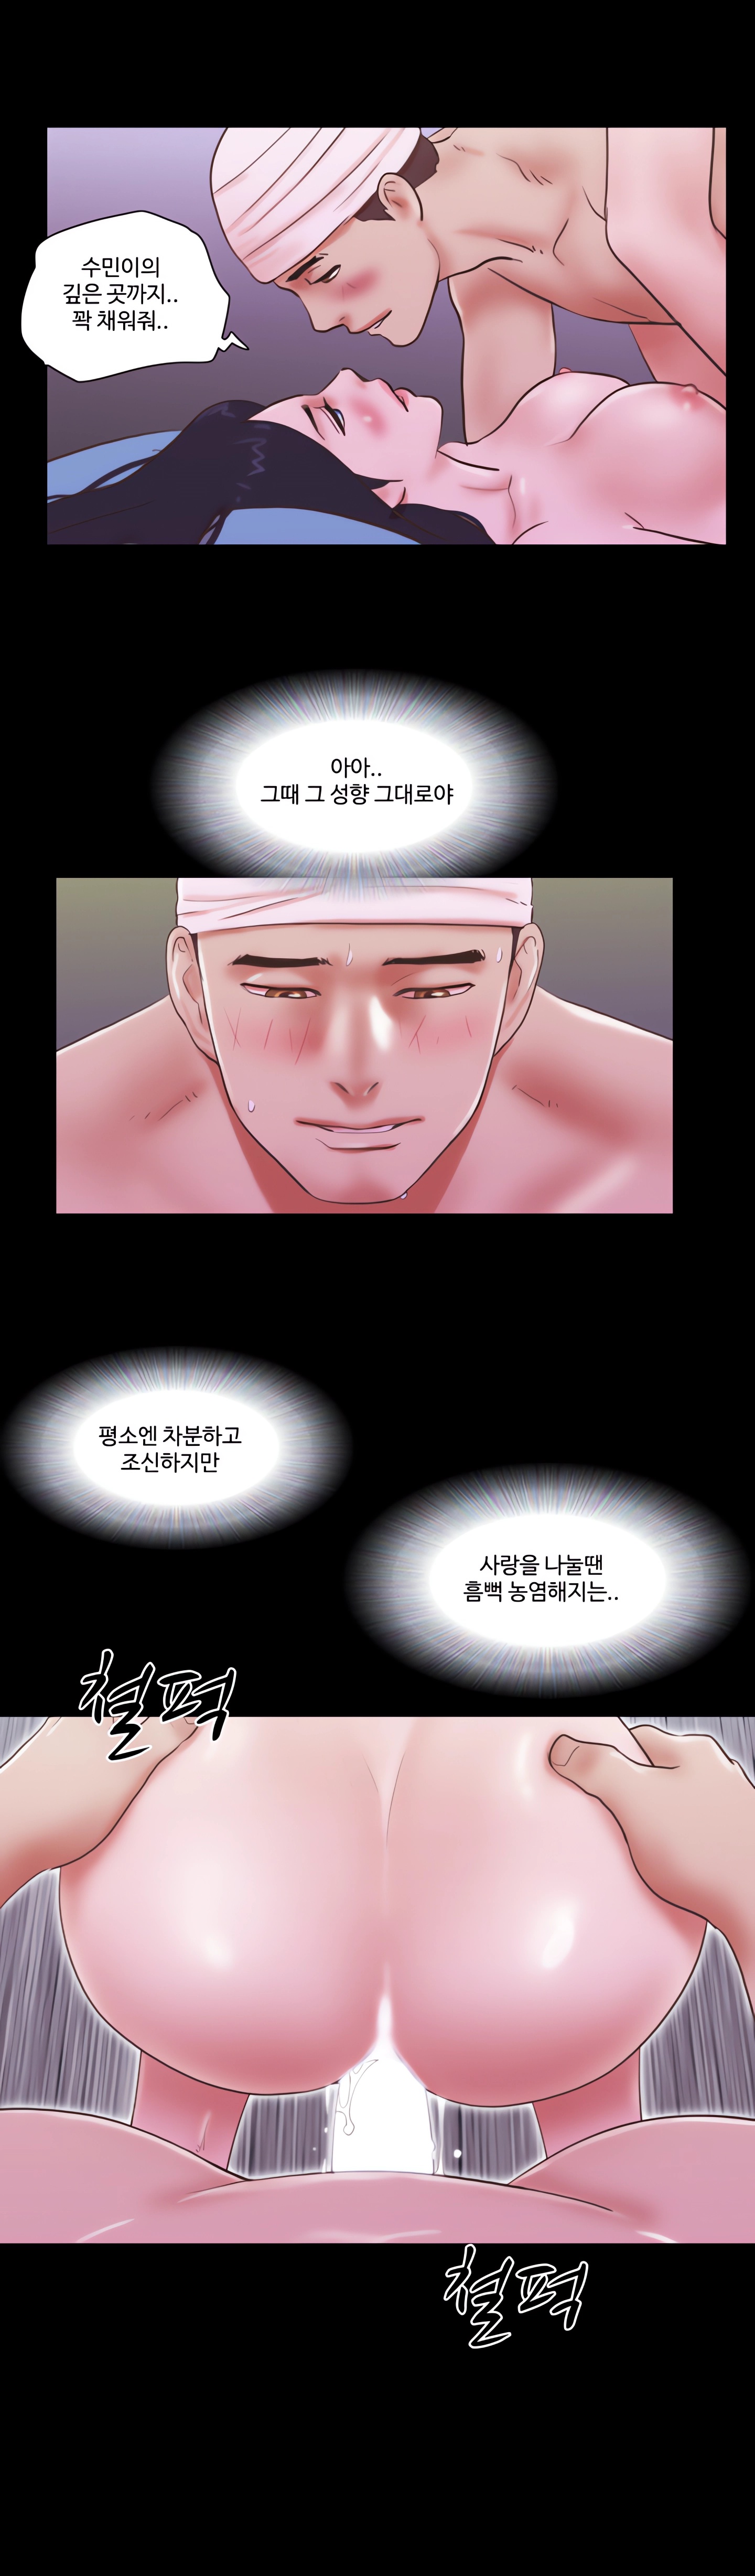 수민이의
깊은 곳까지..
꽉 채워줘..
아아..
그때 그 성향 그대로야
평소엔 차분하고
조신하지만
사랑을 나눌땐
흠뻑 농염해지는..
철퍽
철퍽